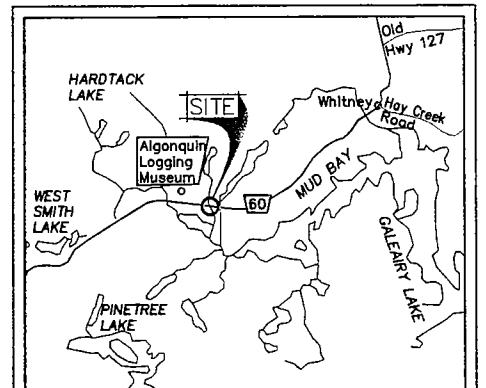 Old
Hwy 127
HARDTACK
LAKE
SITE
Whitney
Hay Creek
Road
Algonquin
Logging
Museum
60
MUD BAY
WEST
SMITH
LAKE
GALEAIRY LAKE
PINETREE
LAKE